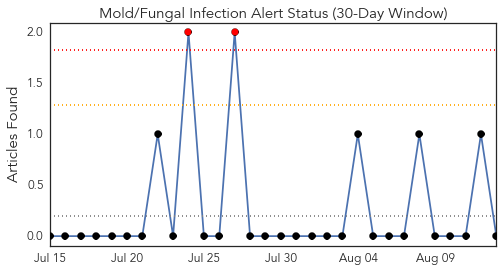 Mold/Fungal Infection Alert Status (30-Day Window)
Articles Found
2.0
1.5
1.0
0.5
0.0
Jul 15 Jul 20 Jul 25 Jul 30 Aug 04 Aug 09